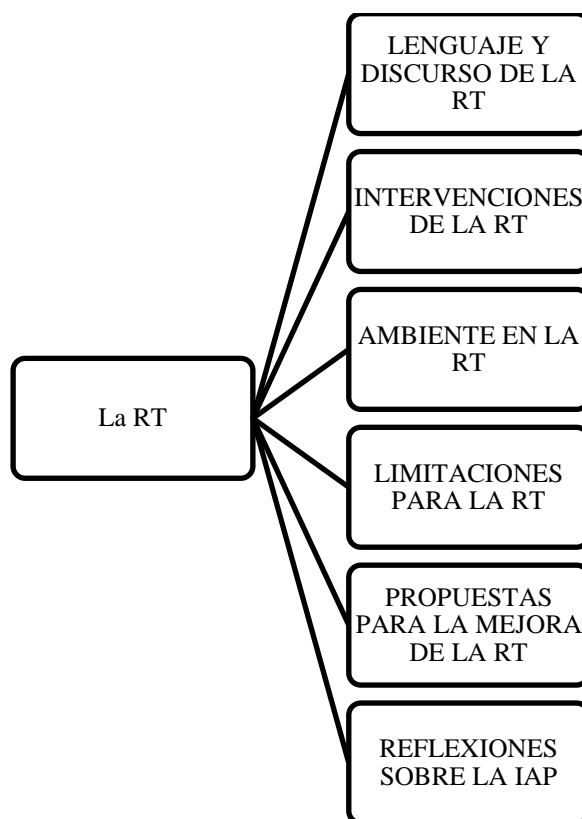 LENGUAJE Y
DISCURSO DE LA
RT
INTERVENCIONES
DE LA RT
AMBIENTE EN LA
RT
La RT
LIMITACIONES
PARA LA RT
PROPUESTAS
PARA LA MEJORA
DE LA RT
REFLEXIONES
SOBRE LA IAP